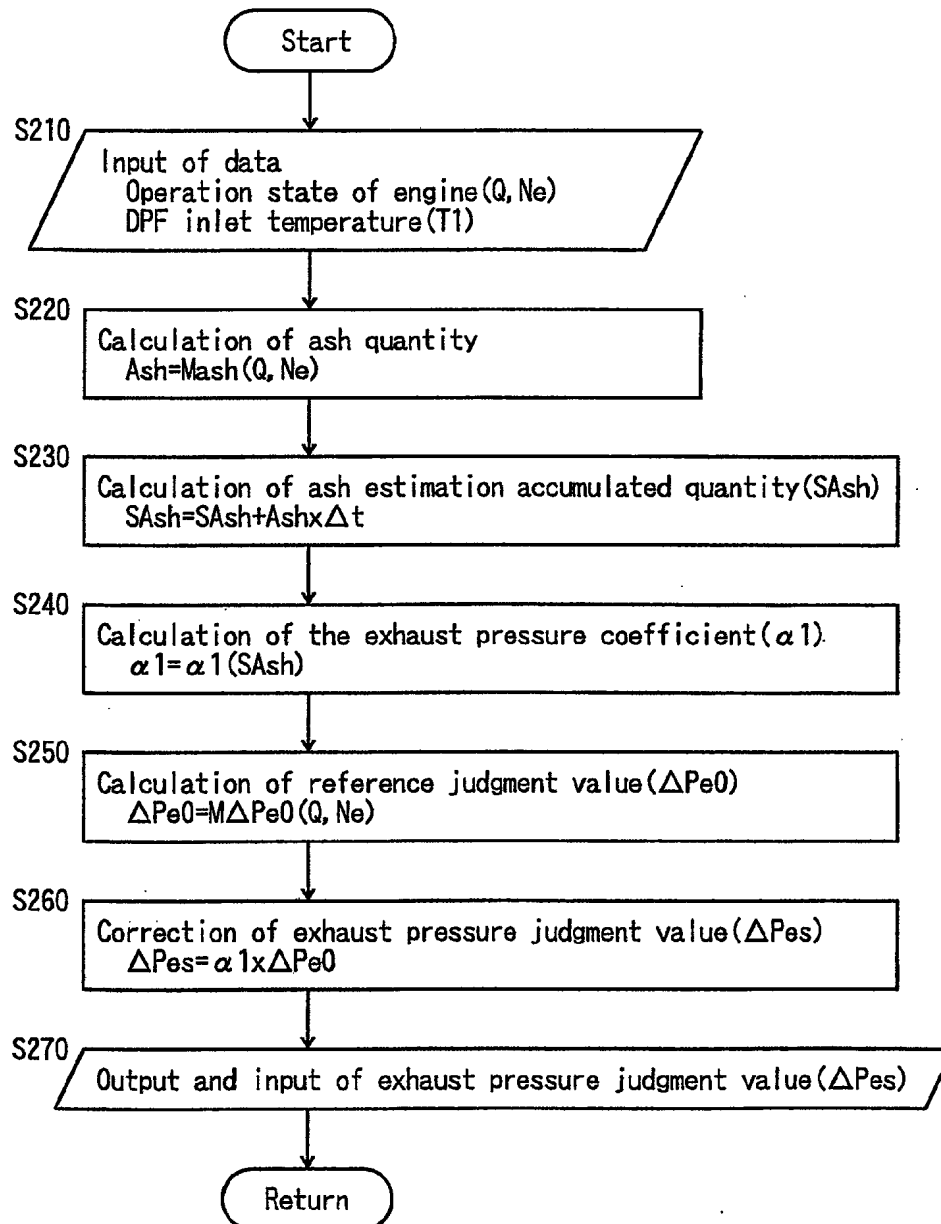 Start
S210
Input of data
Operation state of engine(Q,Ne)
DPF inlet temperature(T1)
S220
Calculation of ash quantity
Ash=Mash(Q,Ne)
S230
Calculation of ash estimation accumulated quantity(SAsh)
SAsh=SAsh+Ash×△t
S240
Calculation of the exhaust pressure coefficient(α1)
α1=α1(SAsh)
S250
Calculation of reference judgment value(△Pe0)
△Pe0=M△Pe0(Q,Ne)
S260
Correction of exhaust pressure judgment value(△Pes)
△Pes=α1×△Pe0
S270
Output and input of exhaust pressure judgment value(△Pes)
Return